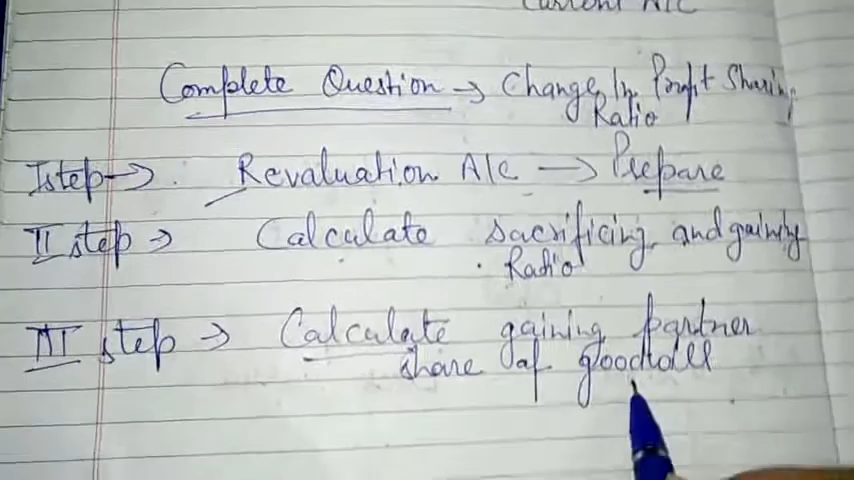 Current A/C
Complete Question → Change In Profit Sharing
Ratio
I step → Revaluation A/c → Prepare
II step → Calculate sacrificing and gaining
Ratio
III step → Calculate gaining partner
share of goodwill